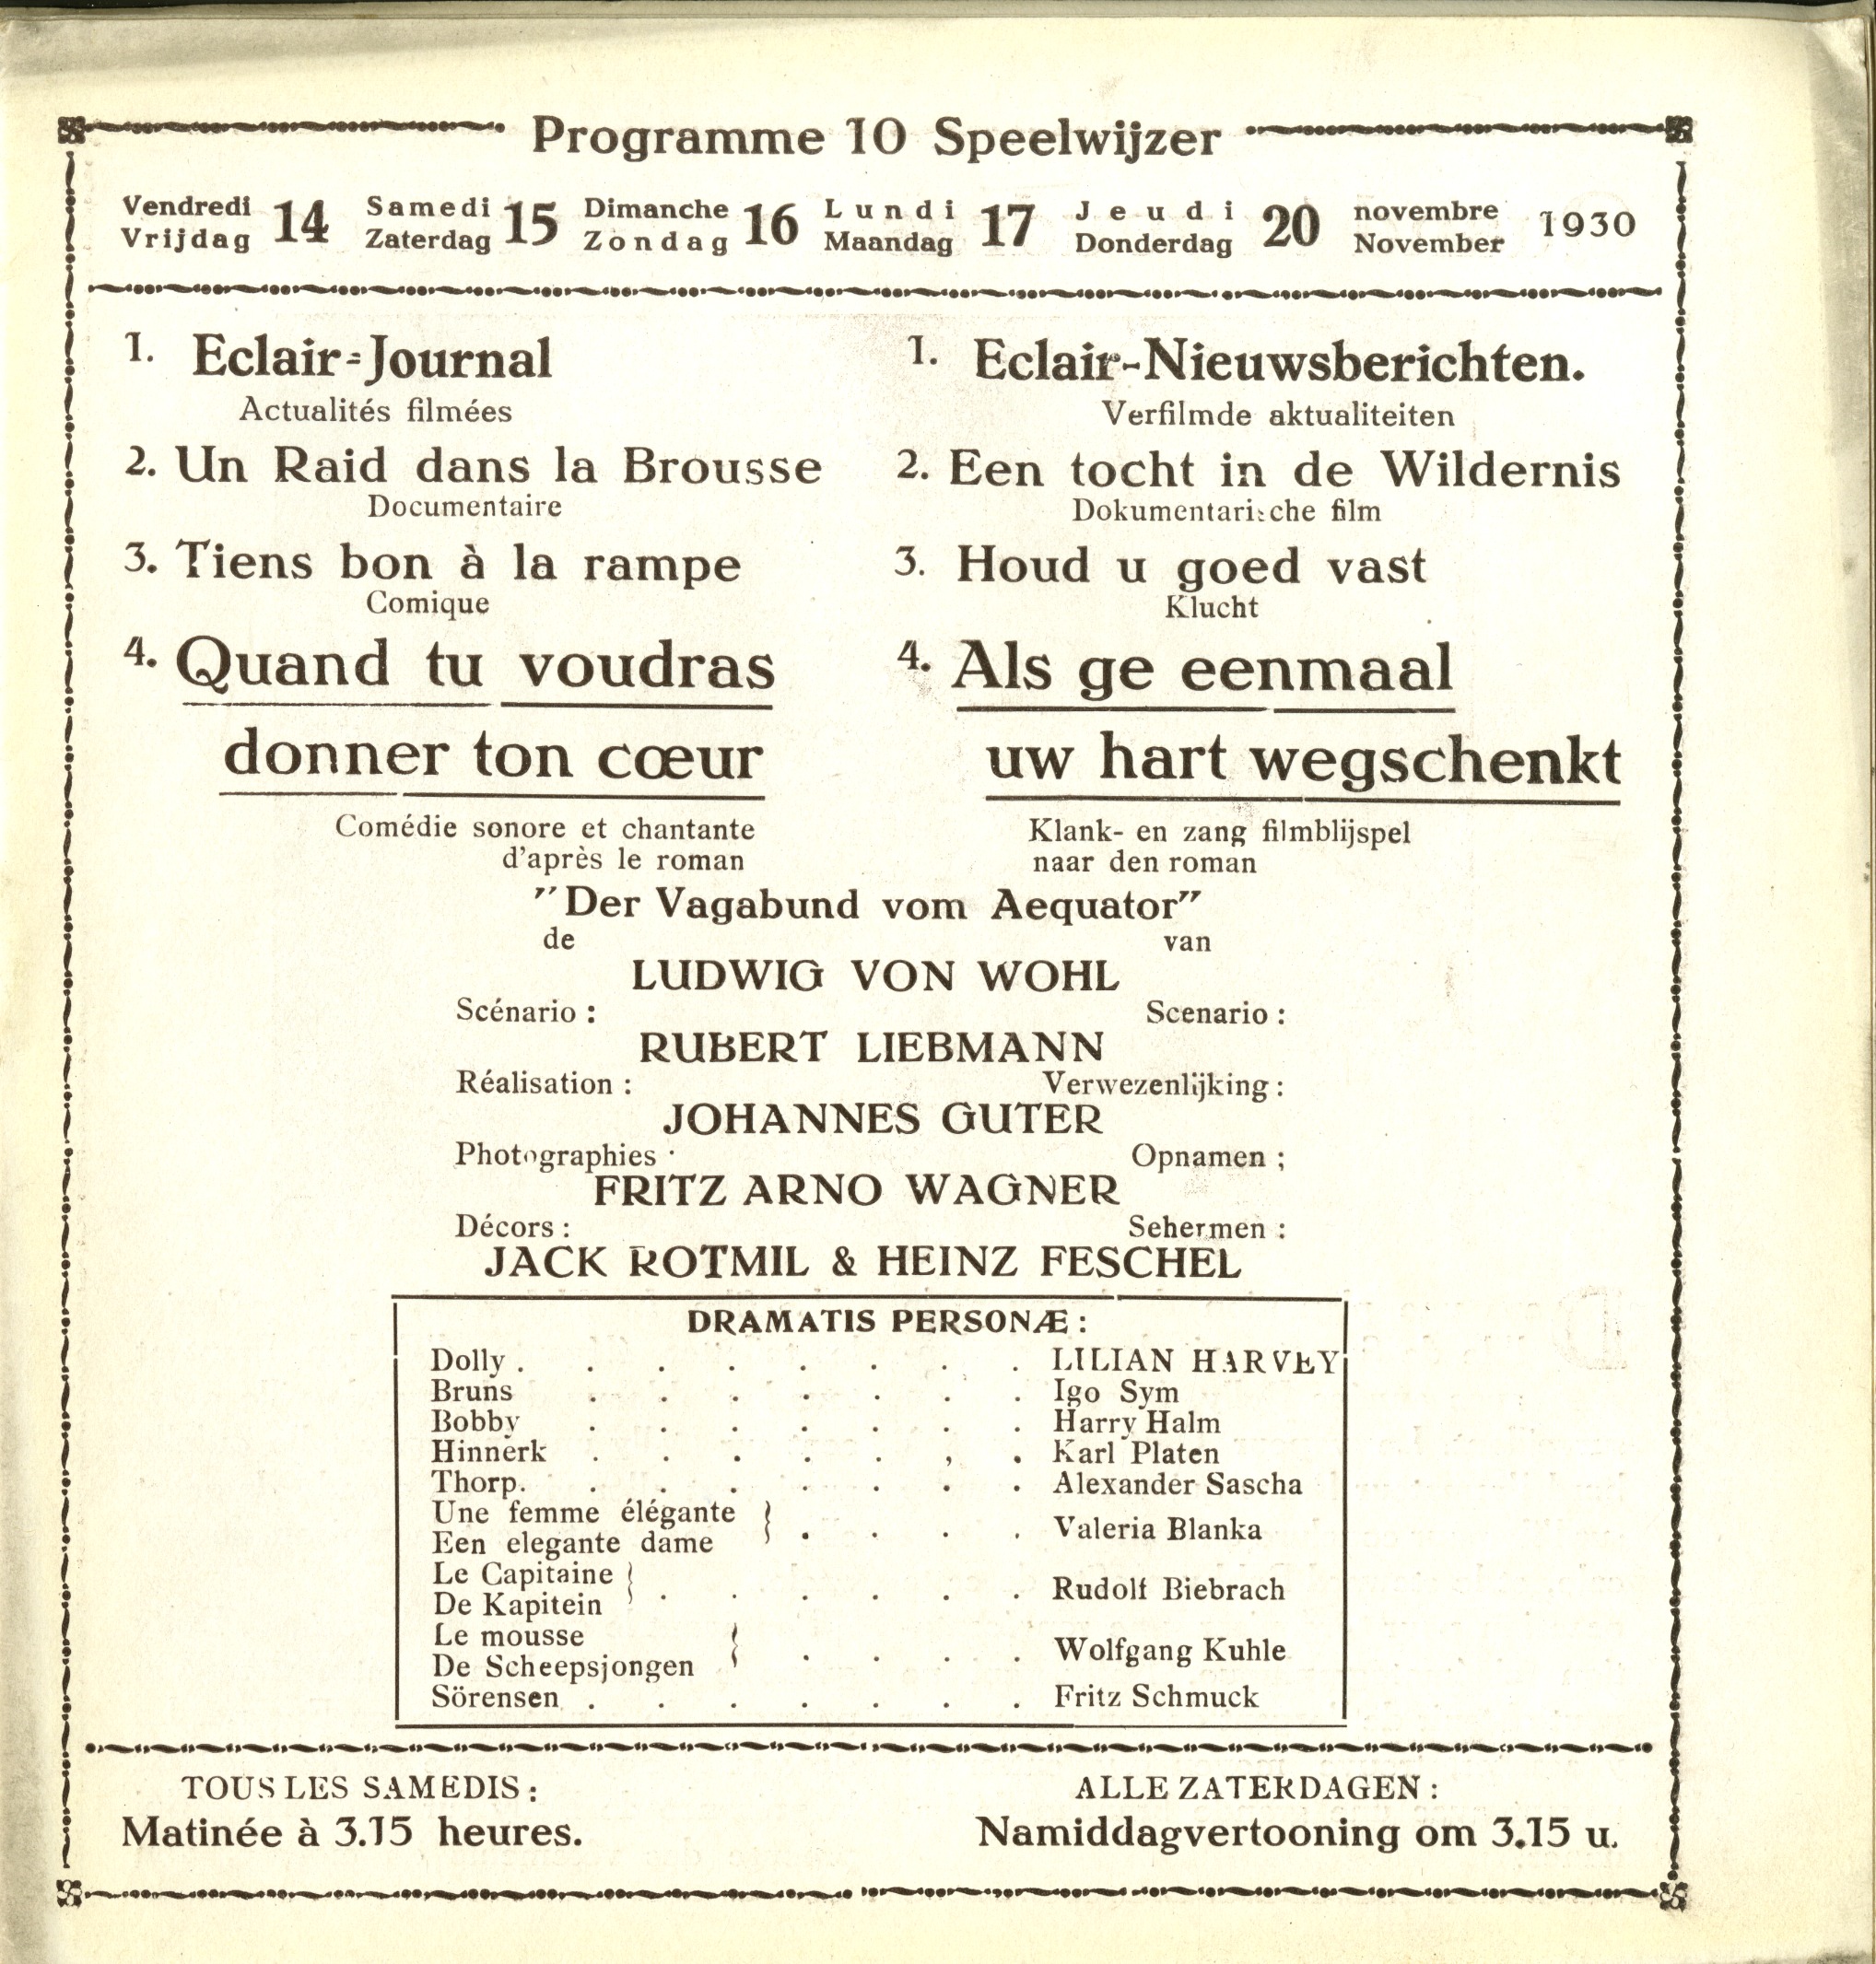 Programme 10 Speelwijzer
Vendredi 14 Samedi 15 Dimanche 16 Lundi 17 Jeudi 20 novembre 1930
Vrijdag Zaterdag Zondag Maandag Donderdag November
1. Eclair-Journal
Actualités filmées
2. Un Raid dans la Brousse
Documentaire
3. Tiens bon à la rampe
Comique
4. Quand tu voudras
donner ton cœur
Comédie sonore et chantante
d'après le roman
1. Eclair-Nieuwsberichten.
Verfilmde aktualiteiten
2. Een tocht in de Wildernis
Dokumentarische film
3. Houd u goed vast
Klucht
4. Als ge eenmaal
uw hart wegschenkt
Klank- en zang filmblijspel
naar den roman
"Der Vagabund vom Aequator"
de van
LUDWIG VON WOHL
Scénario : Scenario :
RUBERT LIEBMANN
Réalisation : Verwezenlijking :
JOHANNES GUTER
Photographies : Opnamen ;
FRITZ ARNO WAGNER
Décors : Sehermen :
JACK ROTMIL & HEINZ FESCHEL
DRAMATIS PERSONÆ :
Dolly . . . . . . . . LILIAN HARVEY
Bruns . . . . . . . Igo Sym
Bobby . . . . . . . Harry Halm
Hinnerk . . . . . , . Karl Platen
Thorp. . . . . . . . Alexander Sascha
Une femme élégante
Een elegante dame } . . . . Valeria Blanka
Le Capitaine
De Kapitein } . . . . . . Rudolf Biebrach
Le mousse
De Scheepsjongen { . . . . Wolfgang Kuhle
Sörensen . . . . . . . Fritz Schmuck
TOUS LES SAMEDIS :
Matinée à 3.15 heures.
ALLE ZATERDAGEN :
Namiddagvertooning om 3.15 u.